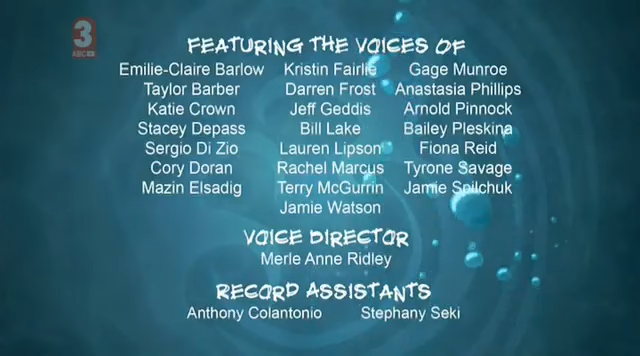 3
ABC
FEATURING THE VOICES OF
Emilie-Claire Barlow Kristin Fairlie Gage Munroe
Taylor Barber Darren Frost Anastasia Phillips
Katie Crown Jeff Geddis Arnold Pinnock
Stacey Depass Bill Lake Bailey Pleskina
Sergio Di Zio Lauren Lipson Fiona Reid
Cory Doran Rachel Marcus Tyrone Savage
Mazin Elsadig Terry McGurrin Jamie Spilchuk
Jamie Watson
VOICE DIRECTOR
Merle Anne Ridley
RECORD ASSISTANTS
Anthony Colantonio Stephany Seki